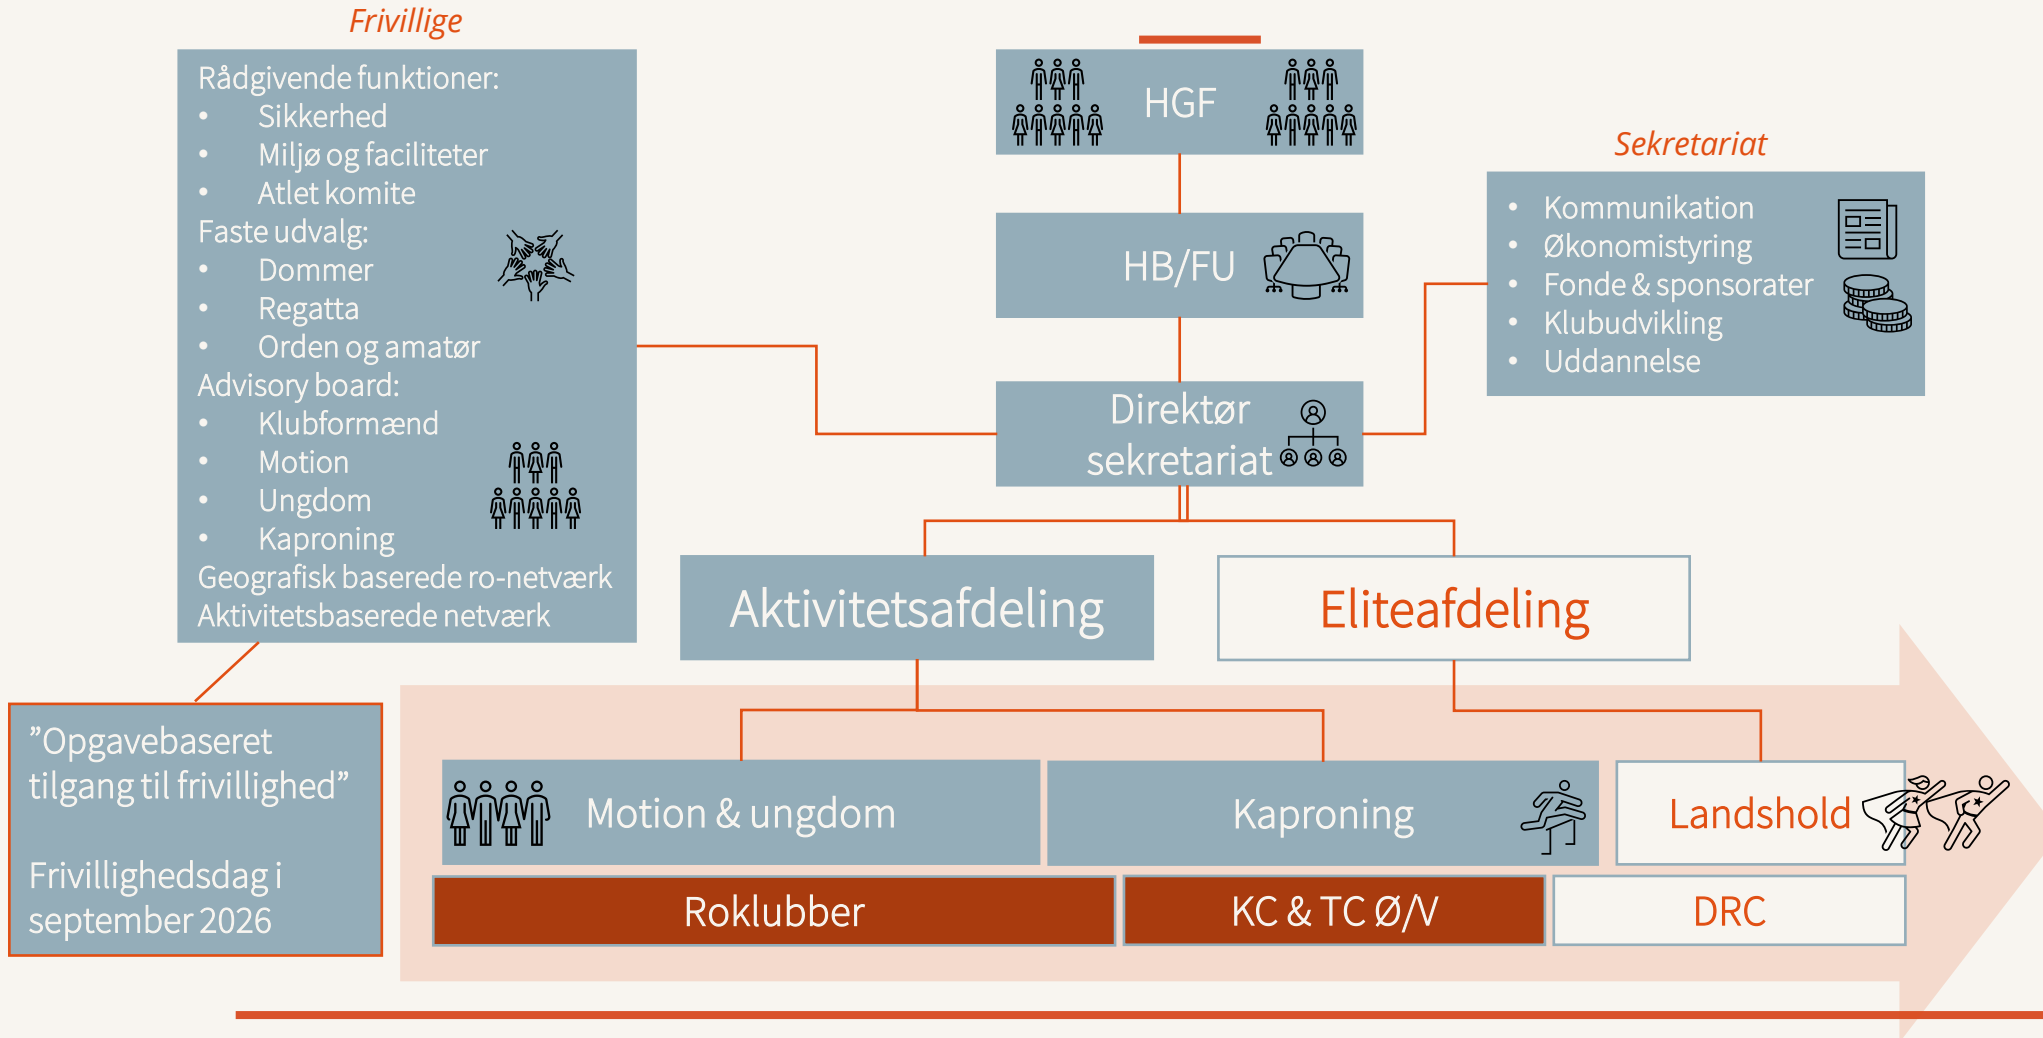 Frivillige
Rådgivende funktioner:
• Sikkerhed
• Miljø og faciliteter
• Atlet komite
Faste udvalg:
• Dommer
• Regatta
• Orden og amatør
Advisory board:
• Klubformænd
• Motion
• Ungdom
• Kaproning
Geografisk baserede ro-netværk
Aktivitetsbaserede netværk
HGF
HB/FU
Direktør
sekretariat
Sekretariat
• Kommunikation
• Økonomistyring
• Fonde & sponsorater
• Klubudvikling
• Uddannelse
Aktivitetsafdeling
Eliteafdeling
”Opgavebaseret
tilgang til frivillighed”
Frivillighedsdag i
september 2026
Motion & ungdom
Kaproning
Landshold
Roklubber
KC & TC Ø/V
DRC